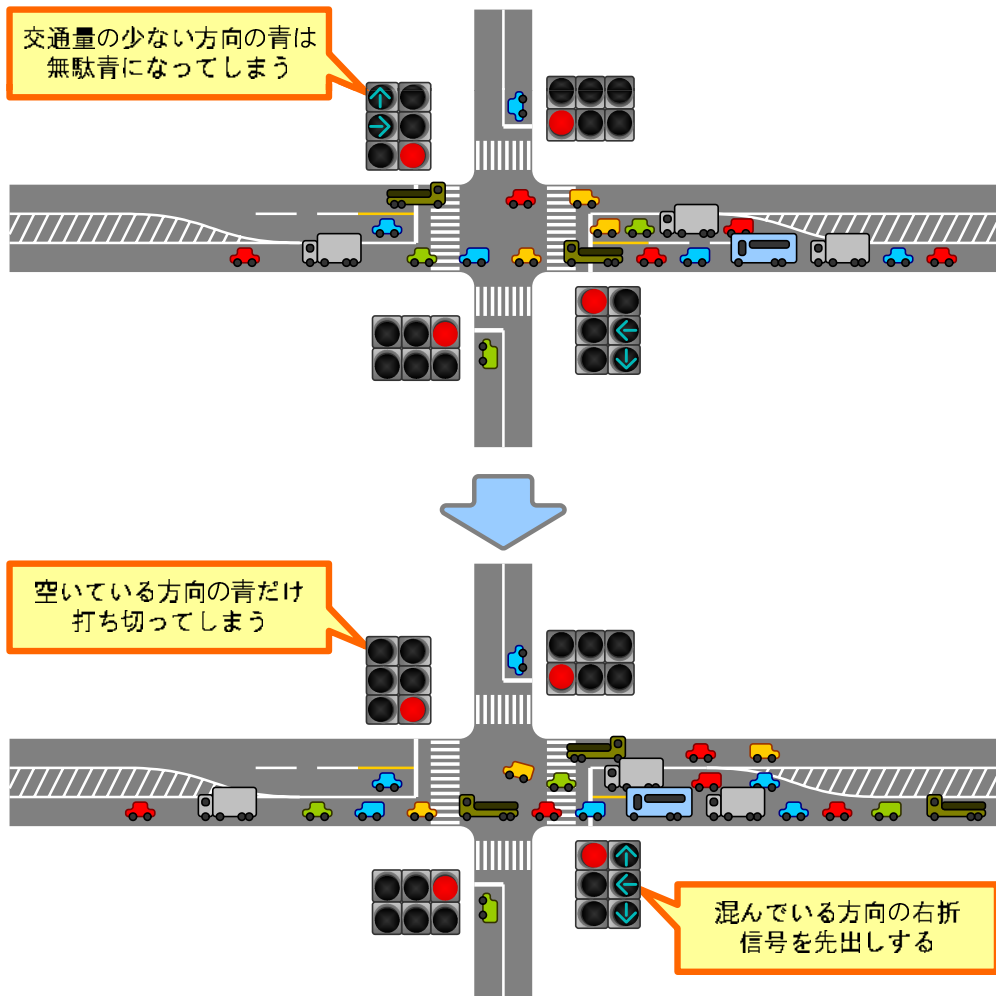 交通量の少ない方向の青は
無駄青になってしまう
空いている方向の青だけ
打ち切ってしまう
混んでいる方向の右折
信号を先出しする